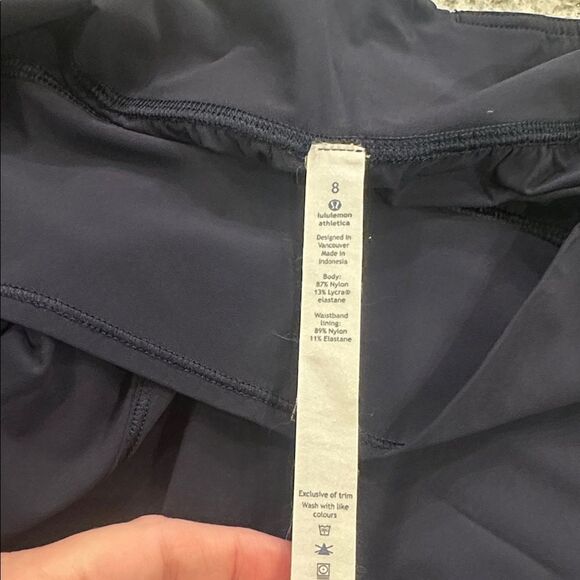 8
lululemon
athletica
Designed in
Vancouver
Made in
Indonesia
Body:
87% Nylon
13% Lycra®
elastane
Waistband
lining:
89% Nylon
11% Elastane
Exclusive of trim
Wash with like
colours